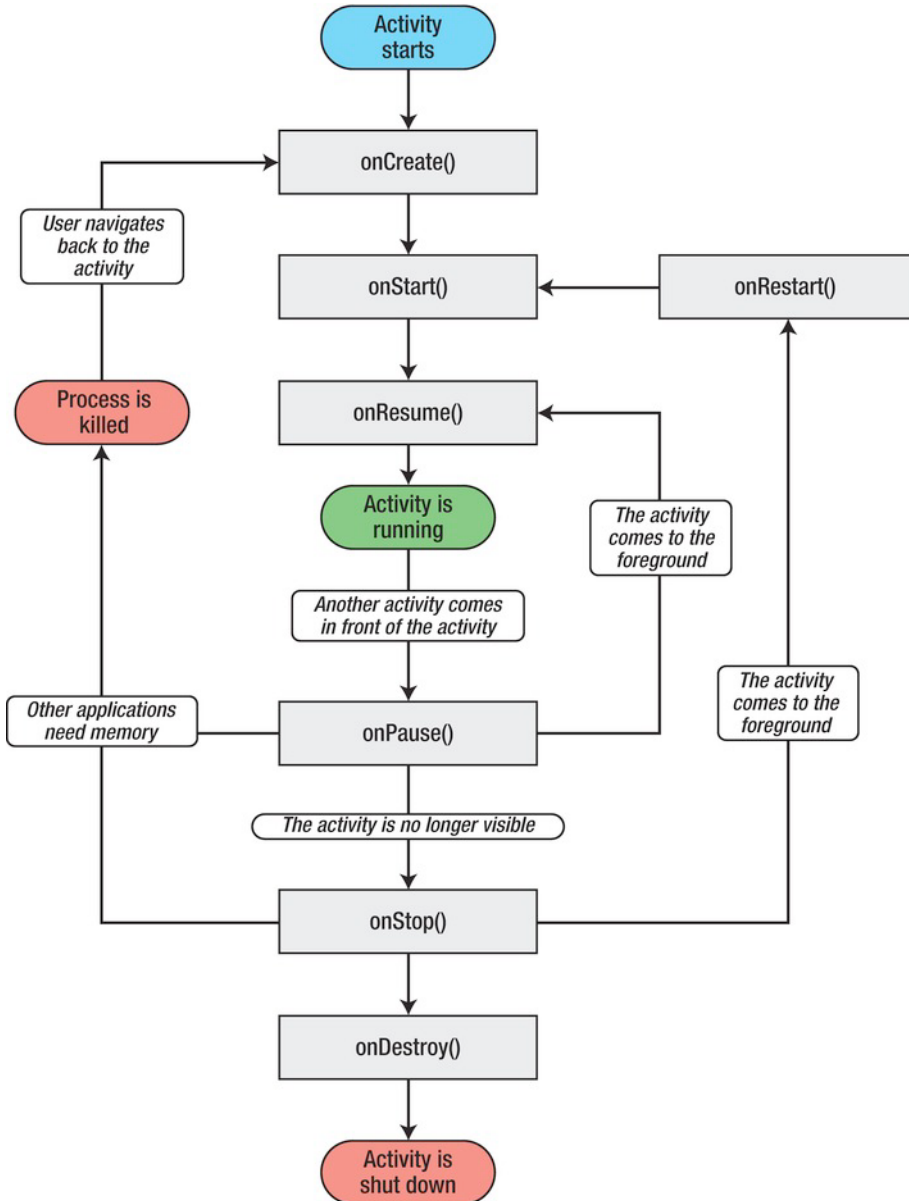 Activity
starts
onCreate()
User navigates
back to the
activity
onStart()
onRestart()
Process is
killed
onResume()
Activity is
running
The activity
comes to the
foreground
Another activity comes
in front of the activity
The activity
comes to the
foreground
Other applications
need memory
onPause()
The activity is no longer visible
onStop()
onDestroy()
Activity is
shut down